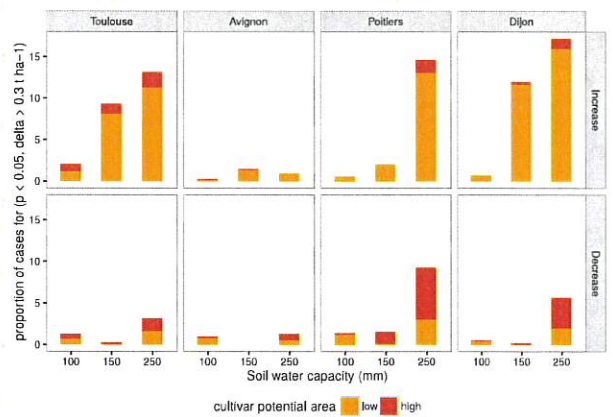 Toulouse Avignon Poitiers Dijon
proportion of cases for (p < 0.05, delta > 0.3 t ha−1)
15
10
5
0
Increase
15
10
5
0
Decrease
100 150 250 100 150 250 100 150 250 100 150 250
Soil water capacity (mm)
cultivar potential area low high